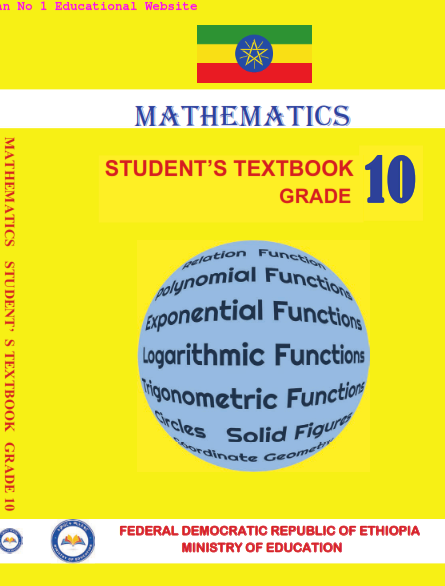 an No 1 Educational Website
MATHEMATICS
STUDENT'S TEXTBOOK
GRADE 10
Relation Function
Polynomial Functions
Exponential Functions
Logarithmic Functions
Trigonometric Functions
Circles Solid Figures
Coordinate Geometry
MATHEMATICS STUDENT' S TEXTBOOK GRADE 10
FEDERAL DEMOCRATIC REPUBLIC OF ETHIOPIA
MINISTRY OF EDUCATION